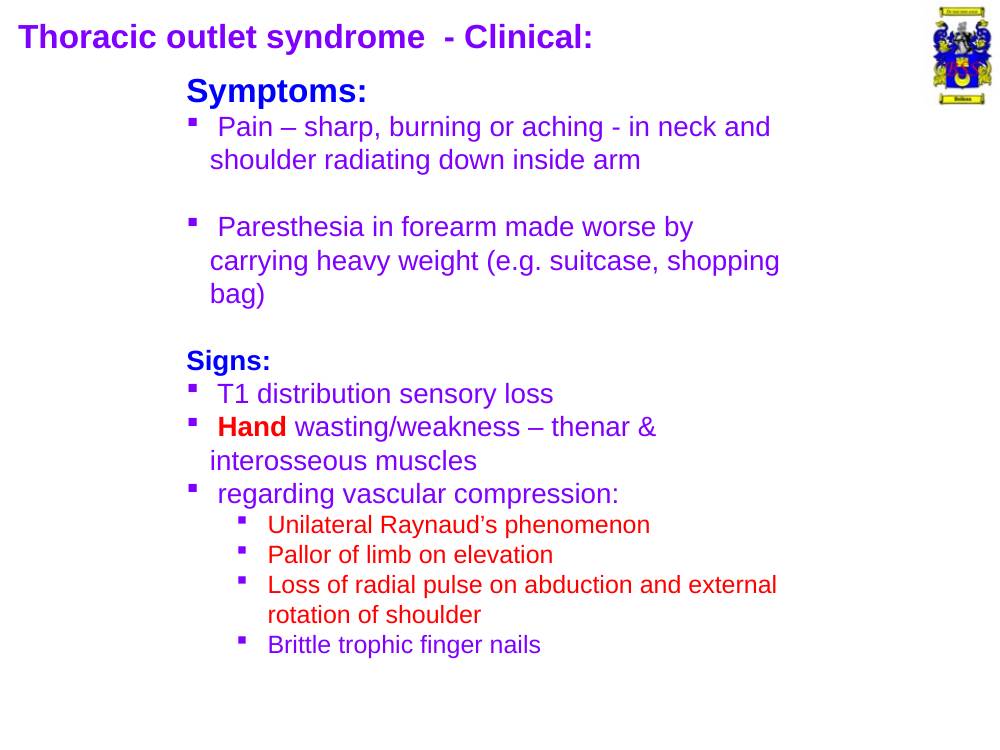 Thoracic outlet syndrome  - Clinical:
Symptoms:
▪ Pain – sharp, burning or aching - in neck and
shoulder radiating down inside arm
▪ Paresthesia in forearm made worse by
carrying heavy weight (e.g. suitcase, shopping
bag)
Signs:
▪ T1 distribution sensory loss
▪ Hand wasting/weakness – thenar &
interosseous muscles
▪ regarding vascular compression:
▪ Unilateral Raynaud’s phenomenon
▪ Pallor of limb on elevation
▪ Loss of radial pulse on abduction and external
rotation of shoulder
▪ Brittle trophic finger nails